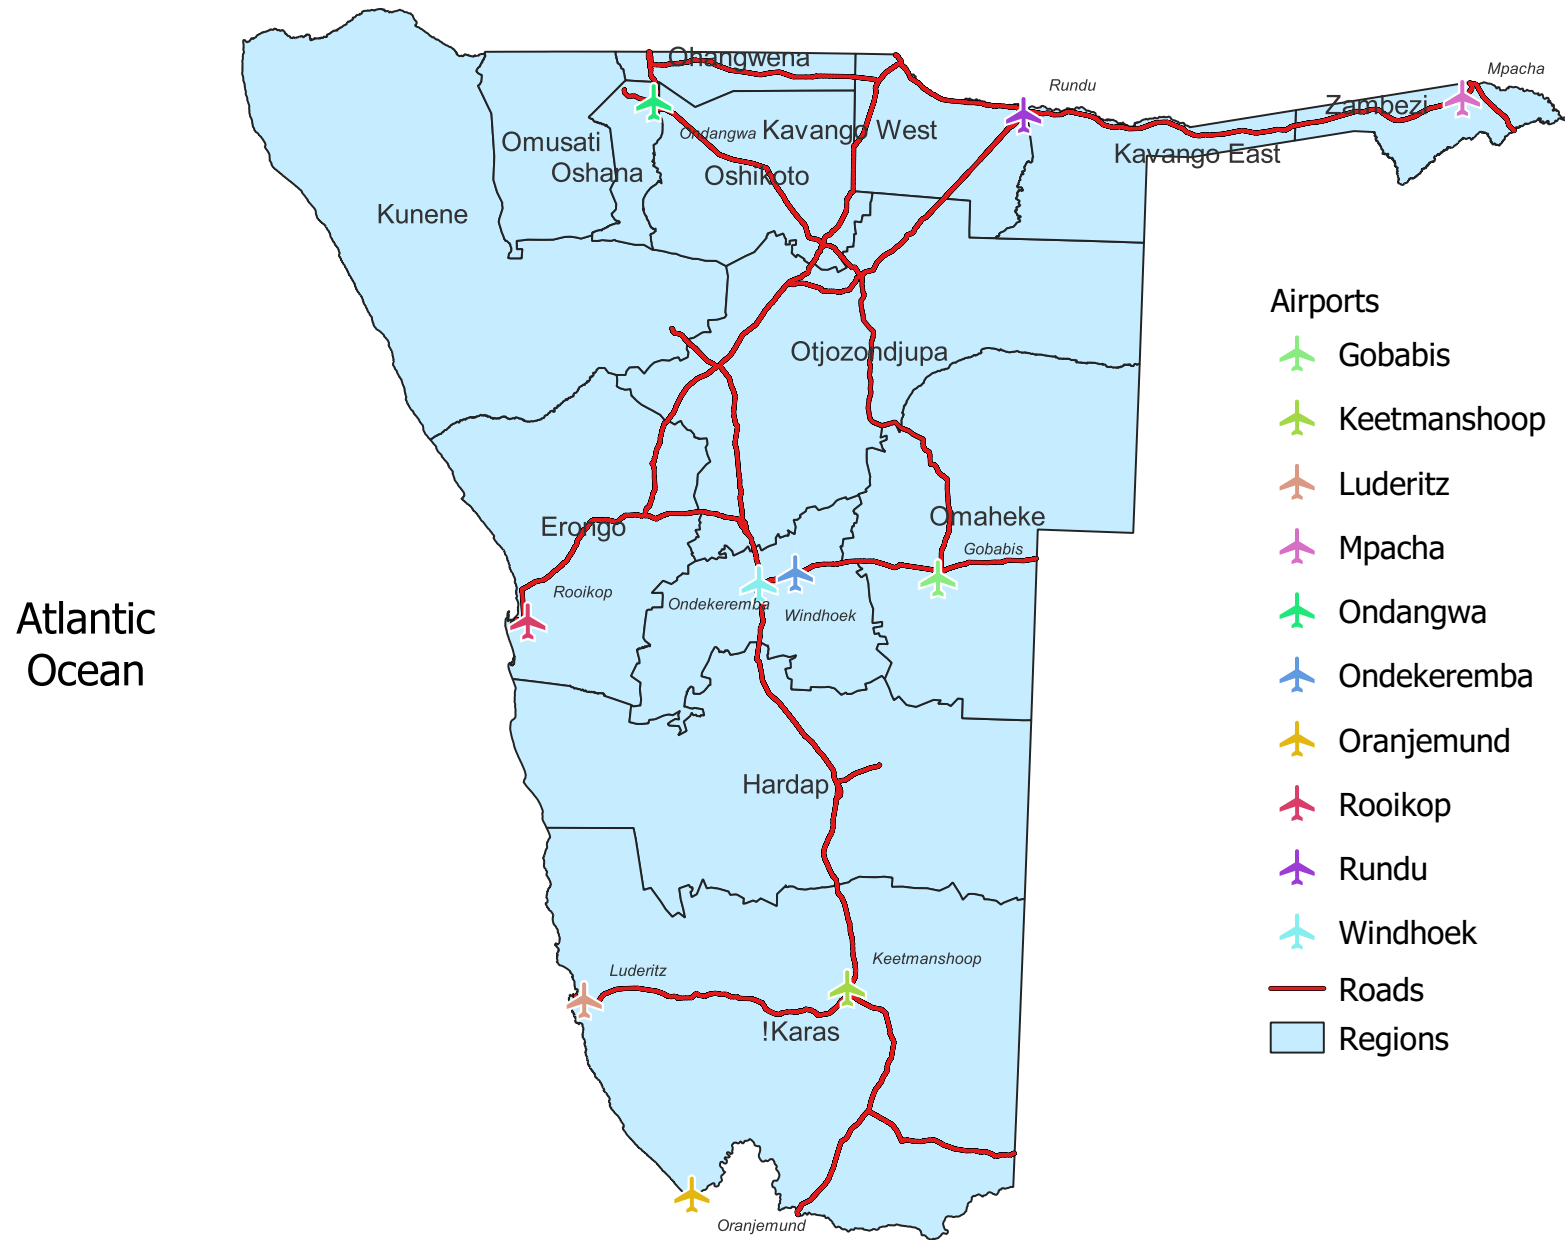 Ohangwena
Mpacha
Rundu
Zambezi
Ondangwa
Kavango West
Omusati
Kavango East
Oshana
Oshikoto
Kunene
Airports
Gobabis
Otjozondjupa
Keetmanshoop
Luderitz
Omaheke
Erongo
Gobabis
Mpacha
Rooikop
Ondekeremba
Windhoek
Ondangwa
Atlantic
Ocean
Ondekeremba
Oranjemund
Hardap
Rooikop
Rundu
Windhoek
Keetmanshoop
Luderitz
Roads
!Karas
Regions
Oranjemund